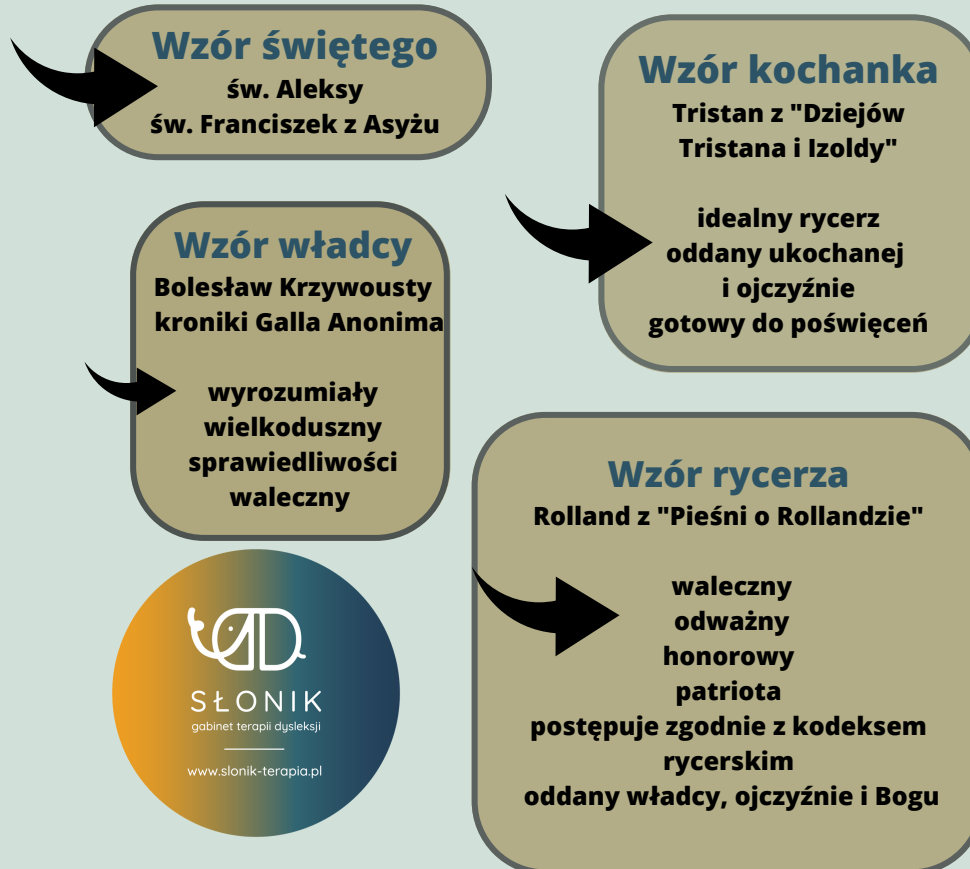 Wzór świętego
św. Aleksy
św. Franciszek z Asyżu
Wzór kochanka
Tristan z "Dziejów
Tristana i Izoldy"
idealny rycerz
oddany ukochanej
i ojczyźnie
gotowy do poświęceń
Wzór władcy
Bolesław Krzywousty
kroniki Galla Anonima
wyrozumiały
wielkoduszny
sprawiedliwości
waleczny
Wzór rycerza
Rolland z "Pieśni o Rollandzie"
waleczny
odważny
honorowy
patriota
postępuje zgodnie z kodeksem
rycerskim
oddany władcy, ojczyźnie i Bogu
SŁONIK
gabinet terapii dysleksji
www.slonik-terapia.pl